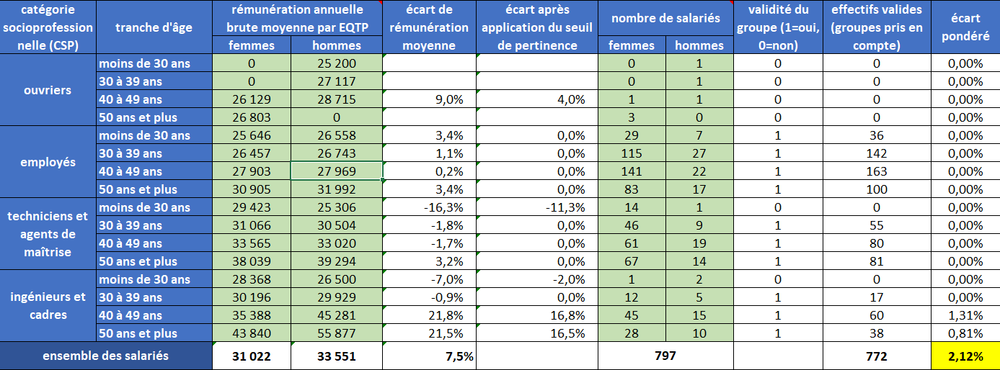 catégorie socioprofession nelle (CSP) tranche d'âge rémunération annuelle brute moyenne par EQTP écart de rémunération moyenne écart après application du seuil de pertinence nombre de salariés validité du groupe (1=oui, 0=non) effectifs valides (groupes pris en compte) écart pondéré
femmes hommes femmes hommes
ouvriers
moins de 30 ans 0 25 200 0 1 0 0 0,00%
30 à 39 ans 0 27 117 0 1 0 0 0,00%
40 à 49 ans 26 129 28 715 9,0% 4,0% 1 1 0 0 0,00%
50 ans et plus 26 803 0 3 0 0 0 0,00%
employés
moins de 30 ans 25 646 26 558 3,4% 0,0% 29 7 1 36 0,00%
30 à 39 ans 26 457 26 743 1,1% 0,0% 115 27 1 142 0,00%
40 à 49 ans 27 903 27 969 0,2% 0,0% 141 22 1 163 0,00%
50 ans et plus 30 905 31 992 3,4% 0,0% 83 17 1 100 0,00%
techniciens et agents de maîtrise
moins de 30 ans 29 423 25 306 -16,3% -11,3% 14 1 0 0 0,00%
30 à 39 ans 31 066 30 504 -1,8% 0,0% 46 9 1 55 0,00%
40 à 49 ans 33 565 33 020 -1,7% 0,0% 61 19 1 80 0,00%
50 ans et plus 38 039 39 294 3,2% 0,0% 67 14 1 81 0,00%
ingénieurs et cadres
moins de 30 ans 28 368 26 500 -7,0% -2,0% 1 2 0 0 0,00%
30 à 39 ans 30 196 29 929 -0,9% 0,0% 12 5 1 17 0,00%
40 à 49 ans 35 388 45 281 21,8% 16,8% 45 15 1 60 1,31%
50 ans et plus 43 840 55 877 21,5% 16,5% 28 10 1 38 0,81%
ensemble des salariés 31 022 33 551 7,5% 797 772 2,12%